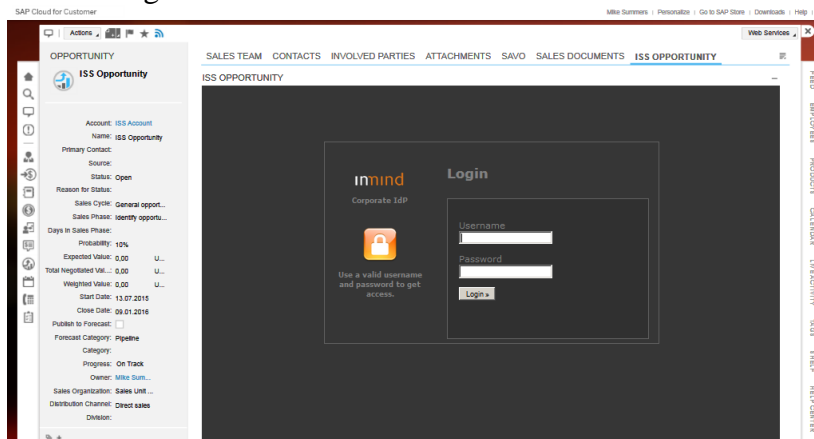 SAP Cloud for Customer
Mike Summers | Personalize | Go to SAP Store | Downloads | Help
Actions
Web Services
OPPORTUNITY
ISS Opportunity
SALES TEAM CONTACTS INVOLVED PARTIES ATTACHMENTS SAVO SALES DOCUMENTS ISS OPPORTUNITY
ISS OPPORTUNITY
Account: ISS Account
Name: ISS Opportunity
Primary Contact:
Source:
Status: Open
Reason for Status:
Sales Cycle: General opport...
Sales Phase: Identify opportu...
Days In Sales Phase:
Probability: 10%
Expected Value: 0,00 U...
Total Negotiated Val...: 0,00 U...
Weighted Value: 0,00 U...
Start Date: 13.07.2015
Close Date: 09.01.2016
Publish to Forecast:
Forecast Category: Pipeline
Category:
Progress: On Track
Owner: Mike Sum...
Sales Organization: Sales Unit ...
Distribution Channel: Direct sales
Division:
inmind
Corporate IdP
Use a valid username
and password to get
access.
Login
Username
Password
Login »
FEED
EMPLOYEES
PRODUCTS
CALENDAR
LIVE ACTIVITY
TAGS
SHELF
HELP CENTER